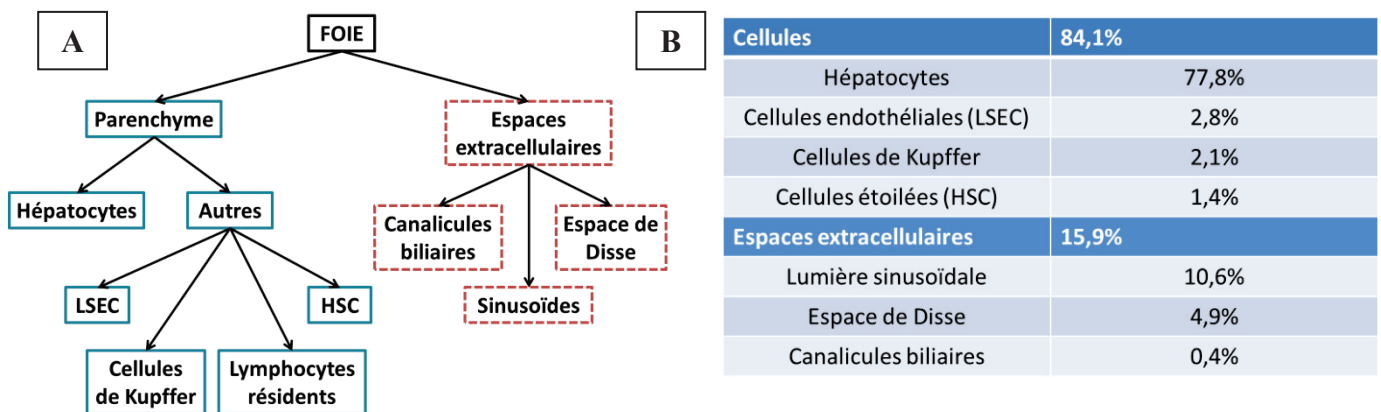 A
FOIE
Parenchyme
Espaces
extracellulaires
Hépatocytes
Autres
Canalicules
biliaires
Espace de
Disse
LSEC
HSC
Sinusoïdes
Cellules
de Kupffer
Lymphocytes
résidents
B
Cellules 84,1%
Hépatocytes 77,8%
Cellules endothéliales (LSEC) 2,8%
Cellules de Kupffer 2,1%
Cellules étoilées (HSC) 1,4%
Espaces extracellulaires 15,9%
Lumière sinusoïdale 10,6%
Espace de Disse 4,9%
Canalicules biliaires 0,4%